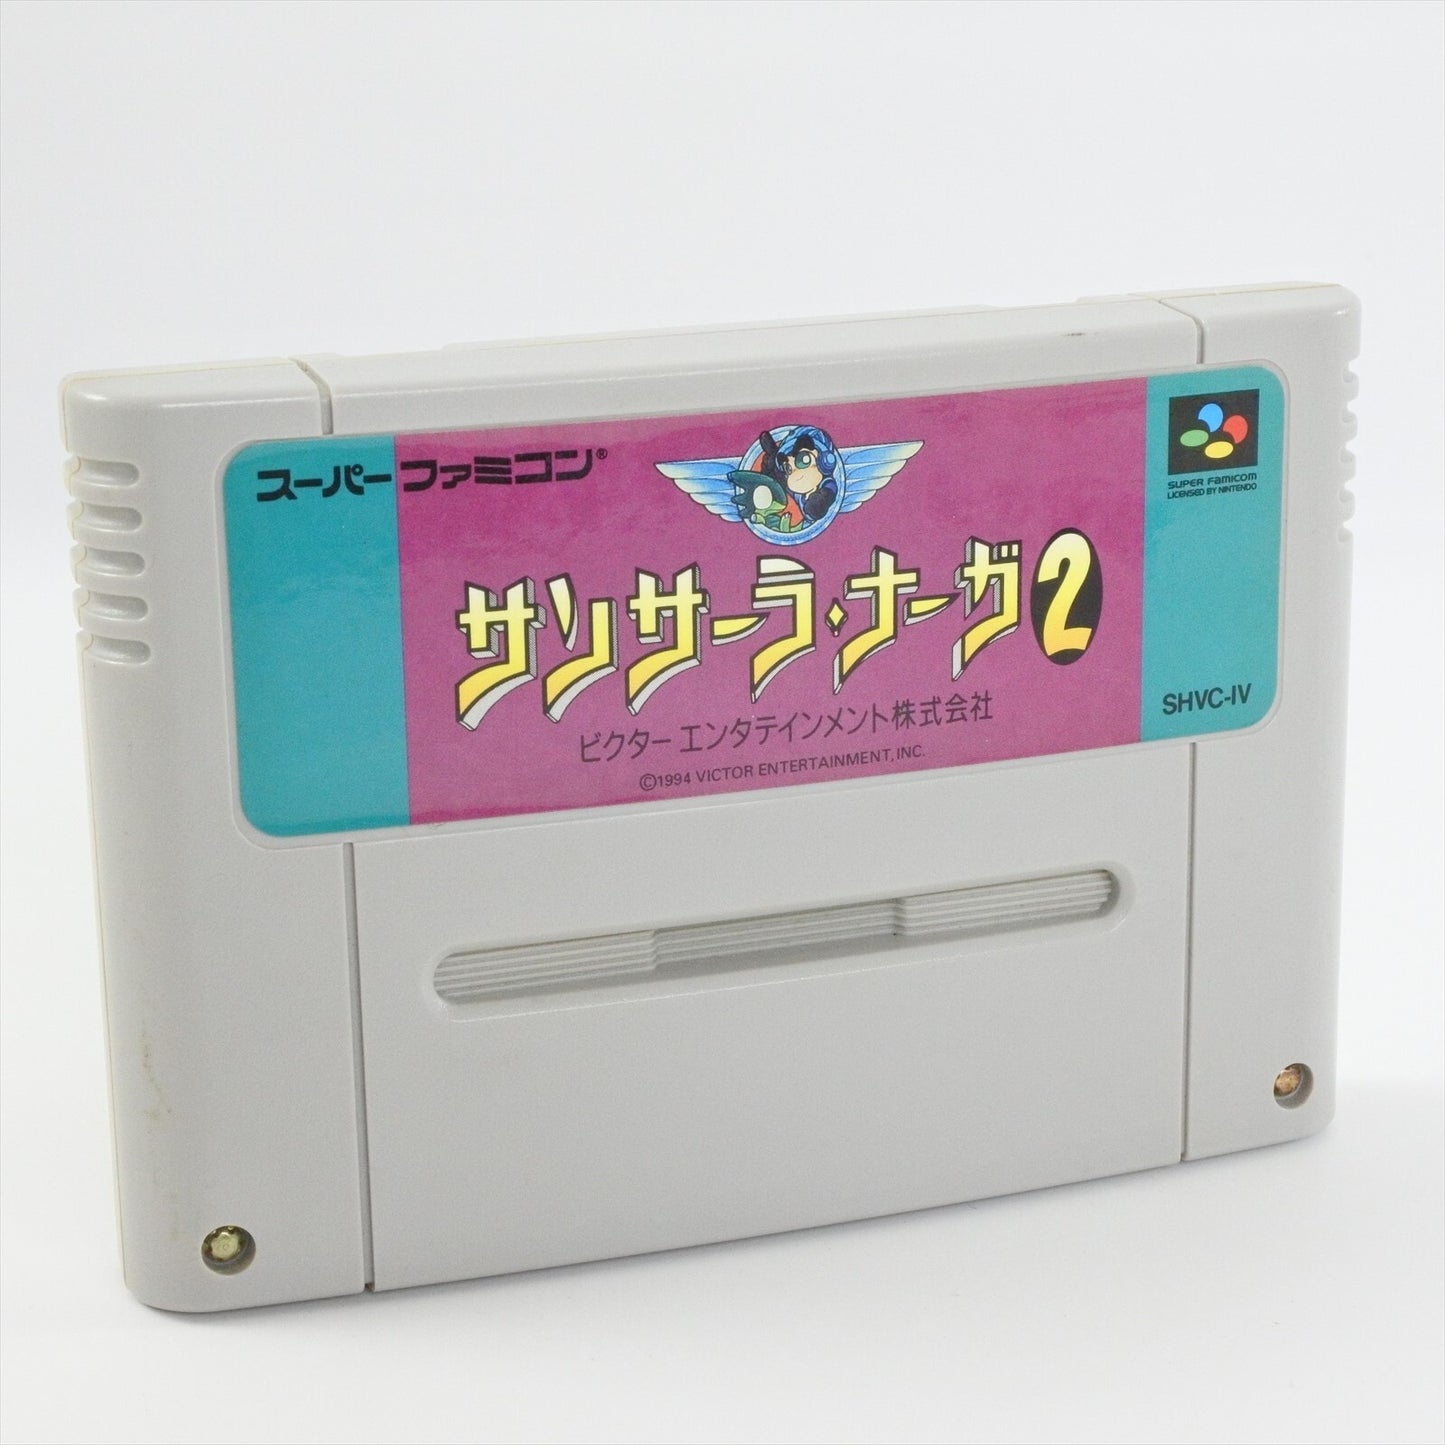 スーパーファミコン®
SUPER FAMICOM
LICENSED BY NINTENDO
サンサーラ・ナーガ2
ビクター エンタテインメント株式会社
©1994 VICTOR ENTERTAINMENT, INC.
SHVC-IV